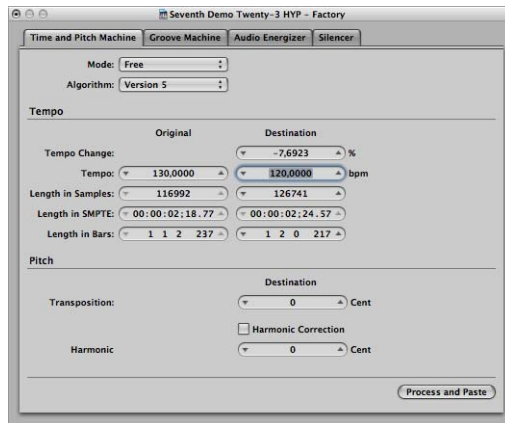 Seventh Demo Twenty-3 HYP – Factory
Time and Pitch Machine Groove Machine Audio Energizer Silencer
Mode: Free
Algorithm: Version 5
Tempo
Original Destination
Tempo Change: -7,6923 %
Tempo: 130,0000 120,0000 bpm
Length in Samples: 116992 126741
Length in SMPTE: 00:00:02;18.77 00:00:02;24.57
Length in Bars: 1 1 2 237 1 2 0 217
Pitch
Destination
Transposition: 0 Cent
Harmonic Correction
Harmonic 0 Cent
Process and Paste